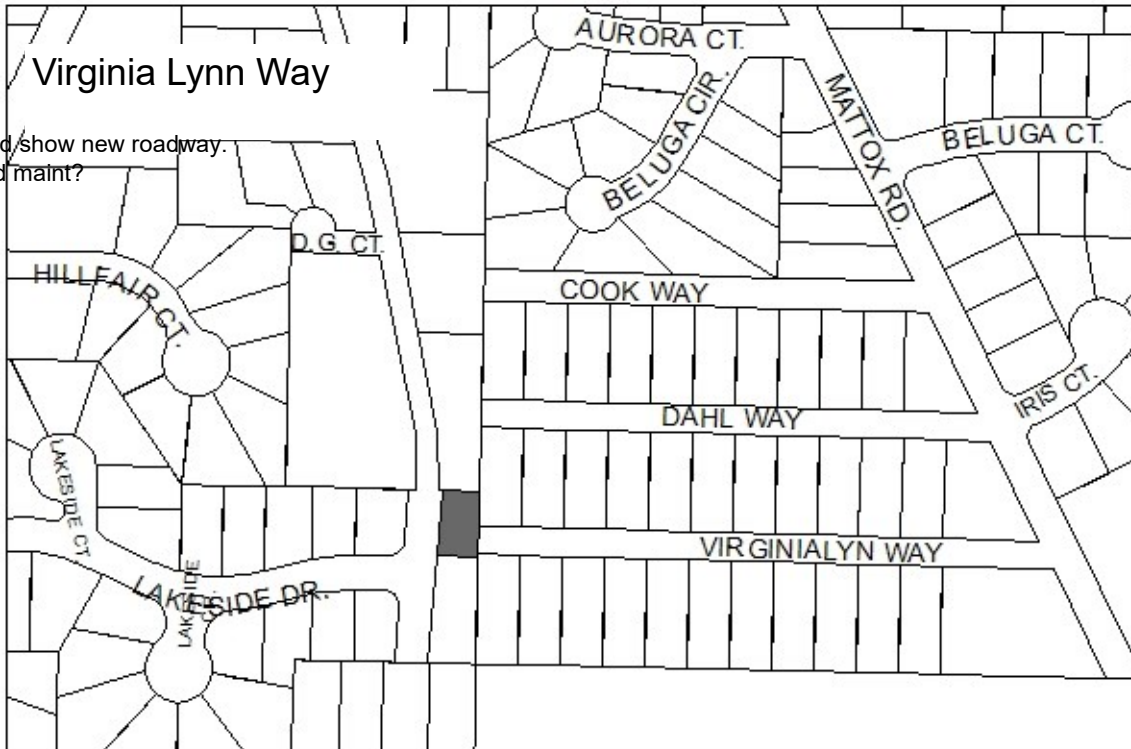 Virginia Lynn Way
d show new roadway.
d maint?
AURORA CT.
BELUGA CIR.
MATTOX RD.
BELUGA CT.
D.G. CT.
HILLFAIR CT.
COOK WAY
DAHL WAY
IRIS CT.
LAKESIDE CT
VIRGINIALYN WAY
LAKESIDE DR.
LAKESIDE